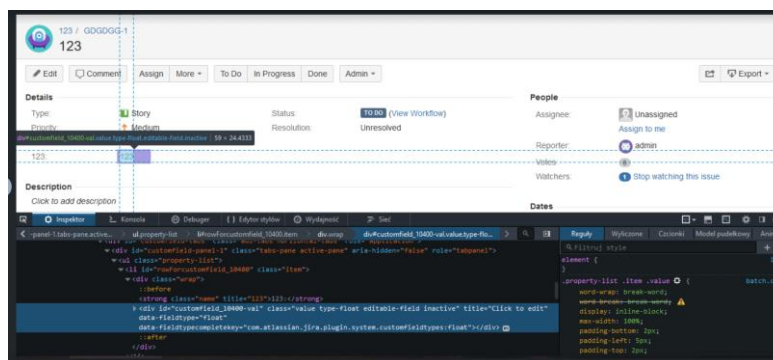 123 / GDGDGG-1
123
Edit Comment Assign More To Do In Progress Done Admin Export
Details
People
Type: Story Status: TO DO (View Workflow)
Assignee: Unassigned
Priority: Medium Resolution: Unresolved
Assign to me
div#customfield_10400-val.value.type-float.editable-field.inactive | 59 × 24.4333
Reporter: admin
123: 123
Votes: 0
Watchers: 1 Stop watching this issue
Description
Click to add description
Dates
Inspektor Konsola Debuger {} Edytor stylów Wydajność Sieć
-panel-1.tabs-pane.active... ul.property-list li#rowForcustomfield_10400.item div.wrap div#customfield_10400-val.value.type-flo...
Reguły Wyliczone Czcionki Model pudełkowy
Filtruj style
<div id="customfield-panel-1" class="tabs-pane active-pane" aria-hidden="false" role="tabpanel">
<ul class="property-list">
<li id="rowForcustomfield_10400" class="item">
<div class="wrap">
::before
<strong class="name" title="123">123:</strong>
<div id="customfield_10400-val" class="value type-float editable-field inactive" title="Click to edit"
data-fieldtype="float"
data-fieldtypecompletekey="com.atlassian.jira.plugin.system.customfieldtypes:float"></div>
::after
</div>
element {
}
.property-list .item .value { batch.c
word-wrap: break-word;
word-break: break-word;
display: inline-block;
max-width: 100%;
padding-bottom: 2px;
padding-left: 5px;
padding-top: 2px;